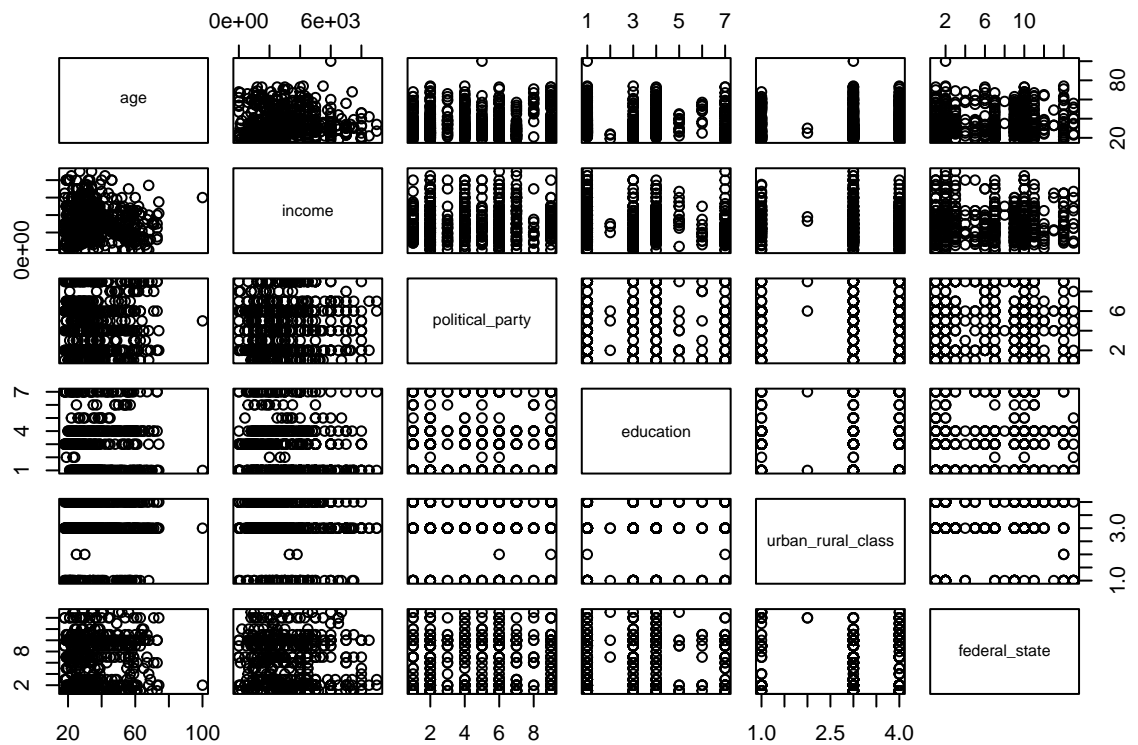 0e+00 6e+03 1 3 5 7 2 6 10
age 20 80
0e+00 income
political_party 2 6
1 4 7 education
urban_rural_class 1.0 3.0
2 8 federal_state
20 60 100 2 4 6 8 1.0 2.5 4.0